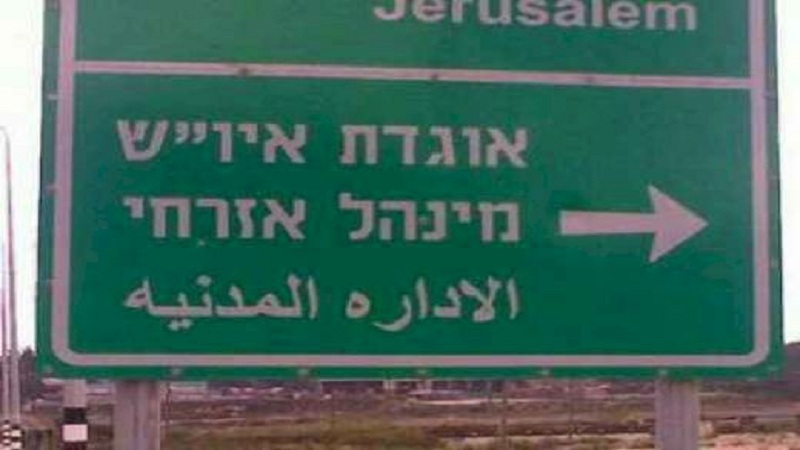 Jerusalem
אוגדת איו״ש
מינהל אזרחי
الاداره المدنيه